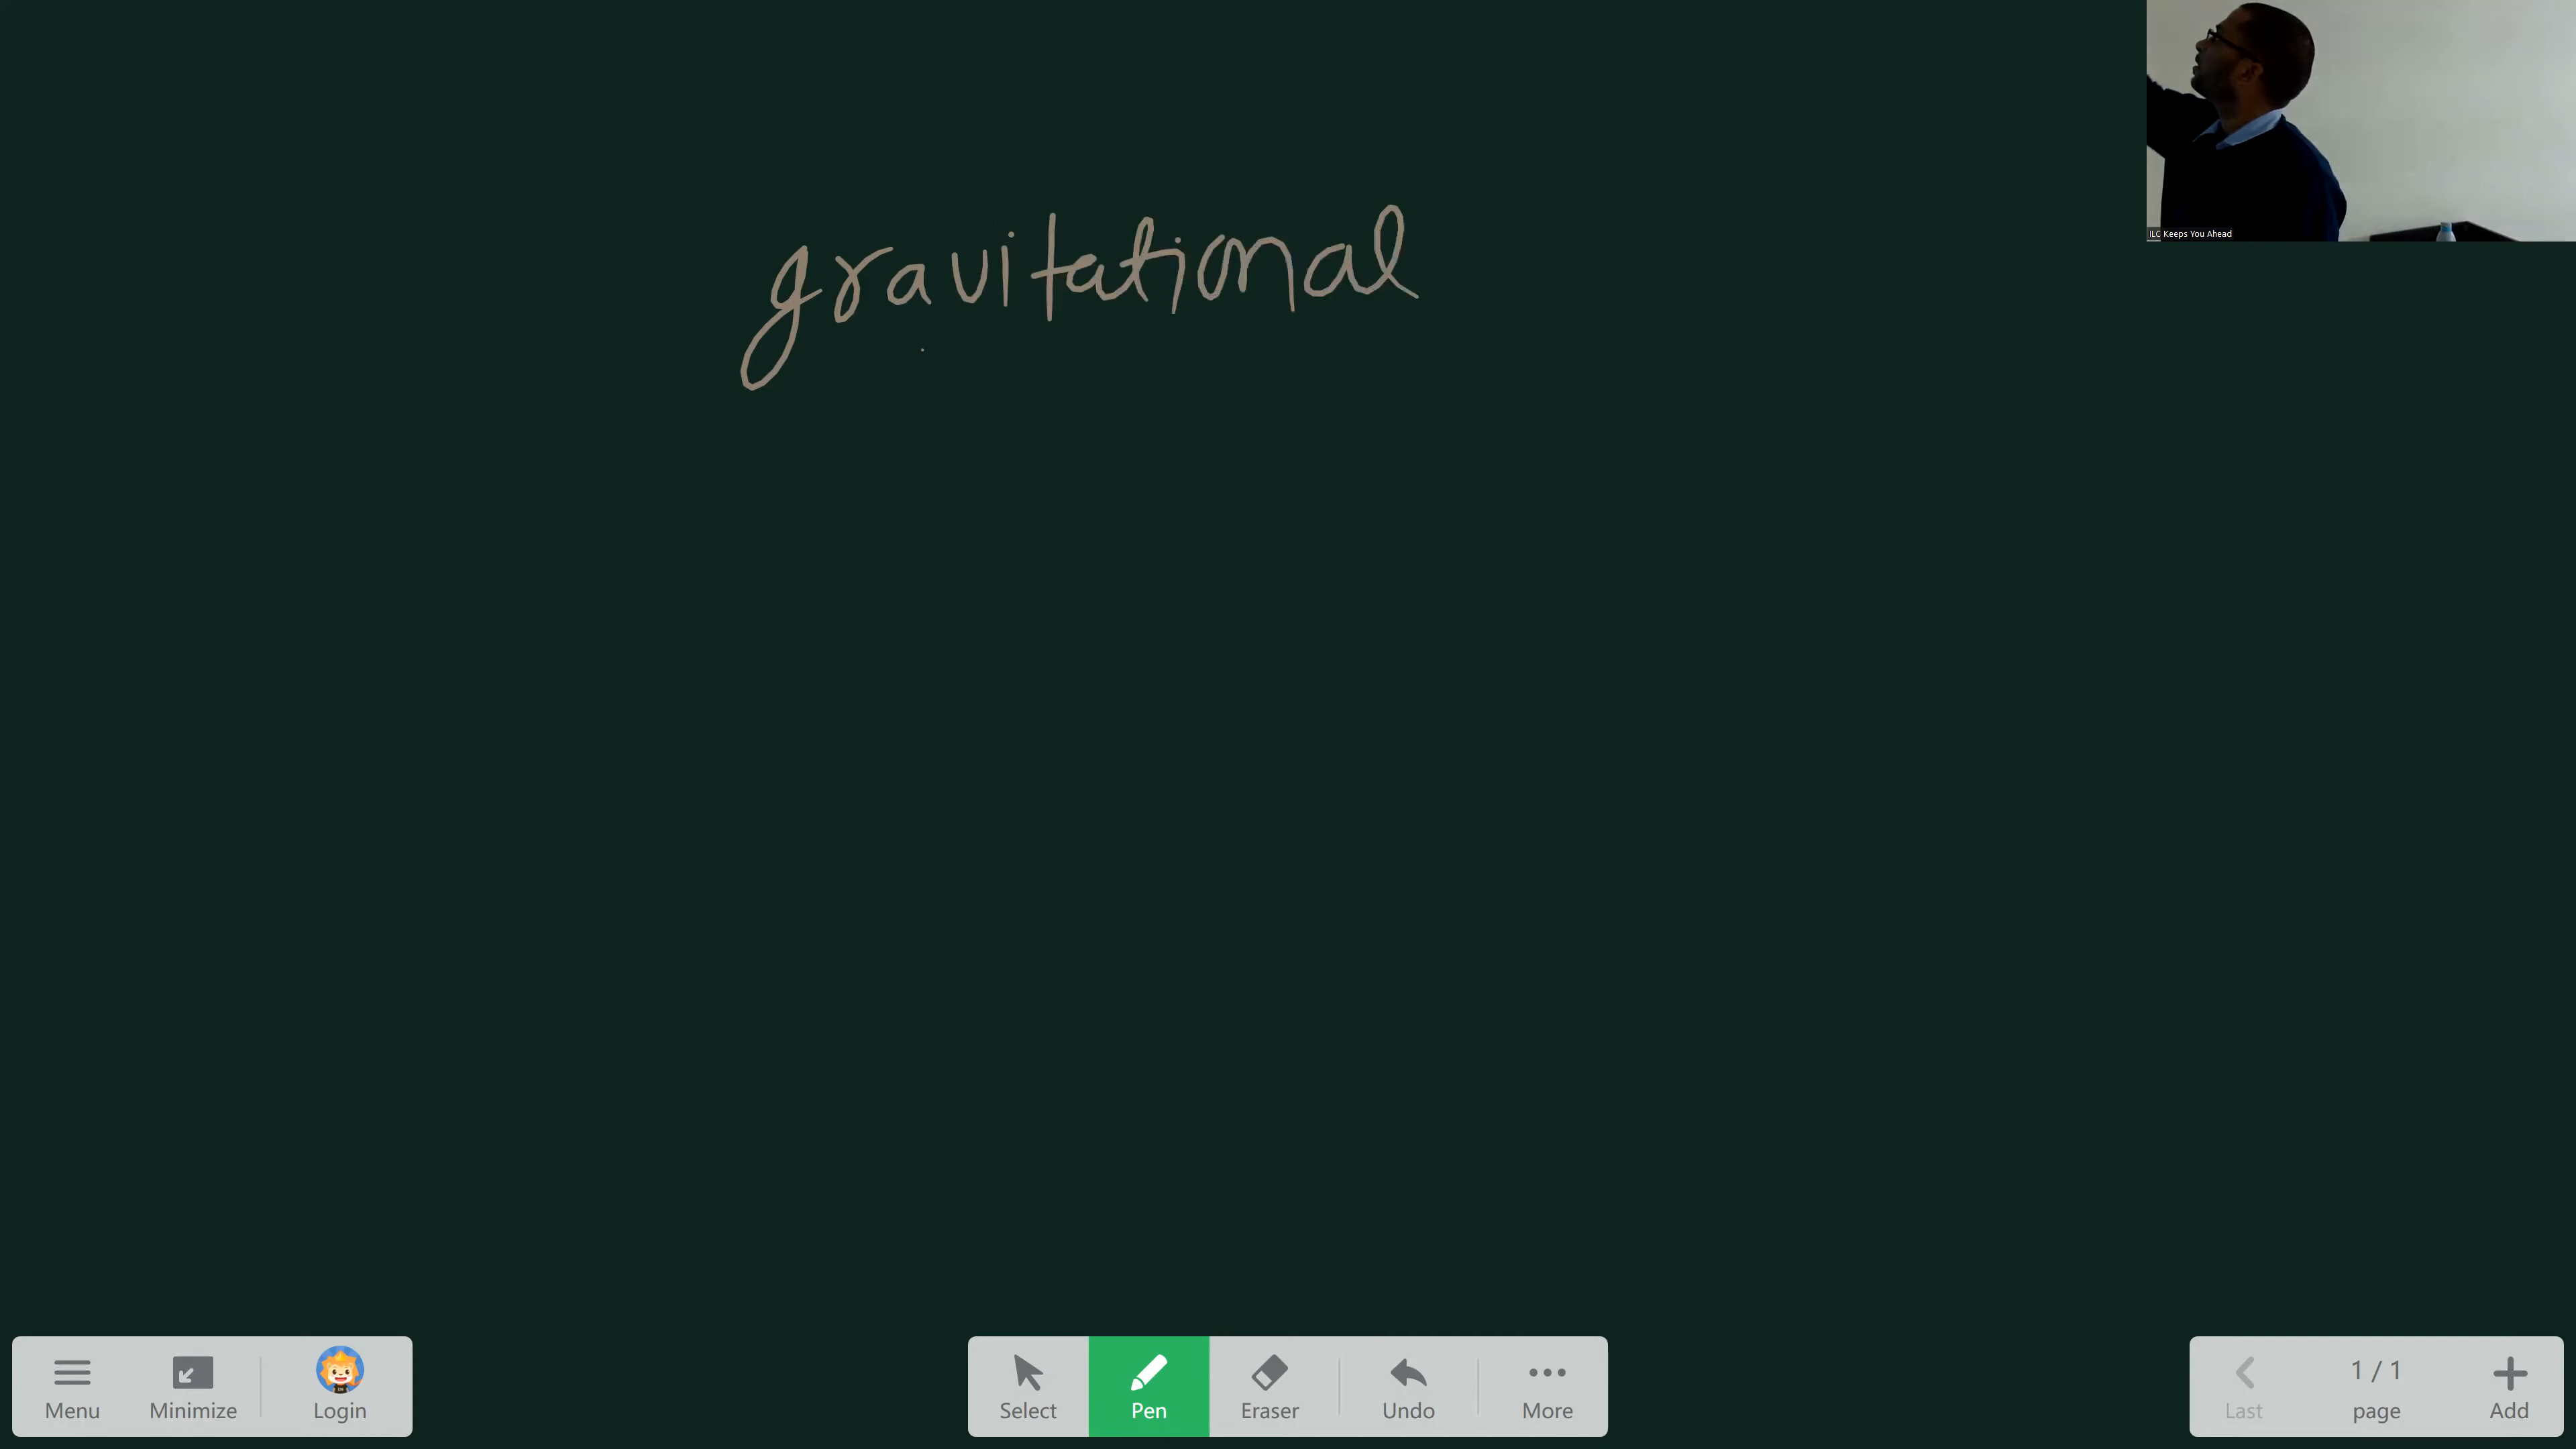 gravitational
ILC Keeps You Ahead
Menu
Minimize
Login
Select
Pen
Eraser
Undo
More
Last
1 / 1
page
Add